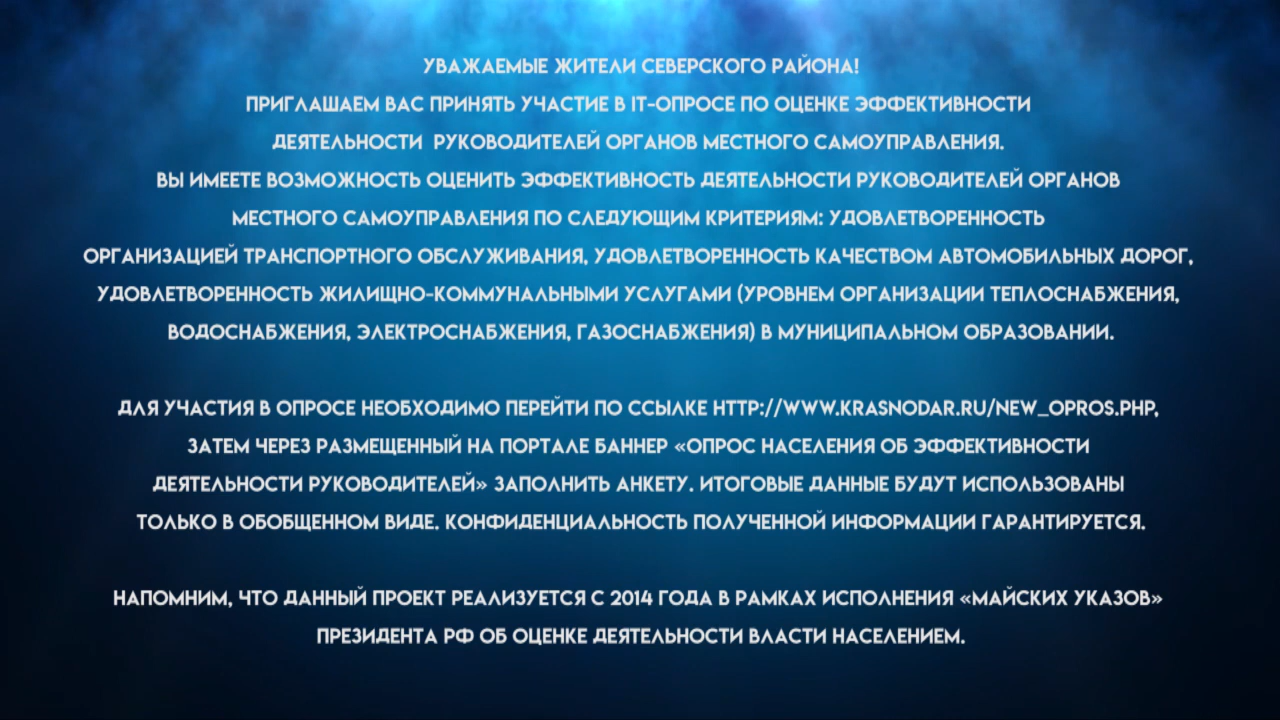 УВАЖАЕМЫЕ ЖИТЕЛИ СЕВЕРСКОГО РАЙОНА!
ПРИГЛАШАЕМ ВАС ПРИНЯТЬ УЧАСТИЕ В IT-ОПРОСЕ ПО ОЦЕНКЕ ЭФФЕКТИВНОСТИ
ДЕЯТЕЛЬНОСТИ РУКОВОДИТЕЛЕЙ ОРГАНОВ МЕСТНОГО САМОУПРАВЛЕНИЯ.
ВЫ ИМЕЕТЕ ВОЗМОЖНОСТЬ ОЦЕНИТЬ ЭФФЕКТИВНОСТЬ ДЕЯТЕЛЬНОСТИ РУКОВОДИТЕЛЕЙ ОРГАНОВ
МЕСТНОГО САМОУПРАВЛЕНИЯ ПО СЛЕДУЮЩИМ КРИТЕРИЯМ: УДОВЛЕТВОРЕННОСТЬ
ОРГАНИЗАЦИЕЙ ТРАНСПОРТНОГО ОБСЛУЖИВАНИЯ, УДОВЛЕТВОРЕННОСТЬ КАЧЕСТВОМ АВТОМОБИЛЬНЫХ ДОРОГ,
УДОВЛЕТВОРЕННОСТЬ ЖИЛИЩНО-КОММУНАЛЬНЫМИ УСЛУГАМИ (УРОВНЕМ ОРГАНИЗАЦИИ ТЕПЛОСНАБЖЕНИЯ,
ВОДОСНАБЖЕНИЯ, ЭЛЕКТРОСНАБЖЕНИЯ, ГАЗОСНАБЖЕНИЯ) В МУНИЦИПАЛЬНОМ ОБРАЗОВАНИИ.
ДЛЯ УЧАСТИЯ В ОПРОСЕ НЕОБХОДИМО ПЕРЕЙТИ ПО ССЫЛКЕ HTTP://WWW.KRASNODAR.RU/NEW_OPROS.PHP,
ЗАТЕМ ЧЕРЕЗ РАЗМЕЩЕННЫЙ НА ПОРТАЛЕ БАННЕР «ОПРОС НАСЕЛЕНИЯ ОБ ЭФФЕКТИВНОСТИ
ДЕЯТЕЛЬНОСТИ РУКОВОДИТЕЛЕЙ» ЗАПОЛНИТЬ АНКЕТУ. ИТОГОВЫЕ ДАННЫЕ БУДУТ ИСПОЛЬЗОВАНЫ
ТОЛЬКО В ОБОБЩЕННОМ ВИДЕ. КОНФИДЕНЦИАЛЬНОСТЬ ПОЛУЧЕННОЙ ИНФОРМАЦИИ ГАРАНТИРУЕТСЯ.
НАПОМНИМ, ЧТО ДАННЫЙ ПРОЕКТ РЕАЛИЗУЕТСЯ С 2014 ГОДА В РАМКАХ ИСПОЛНЕНИЯ «МАЙСКИХ УКАЗОВ»
ПРЕЗИДЕНТА РФ ОБ ОЦЕНКЕ ДЕЯТЕЛЬНОСТИ ВЛАСТИ НАСЕЛЕНИЕМ.